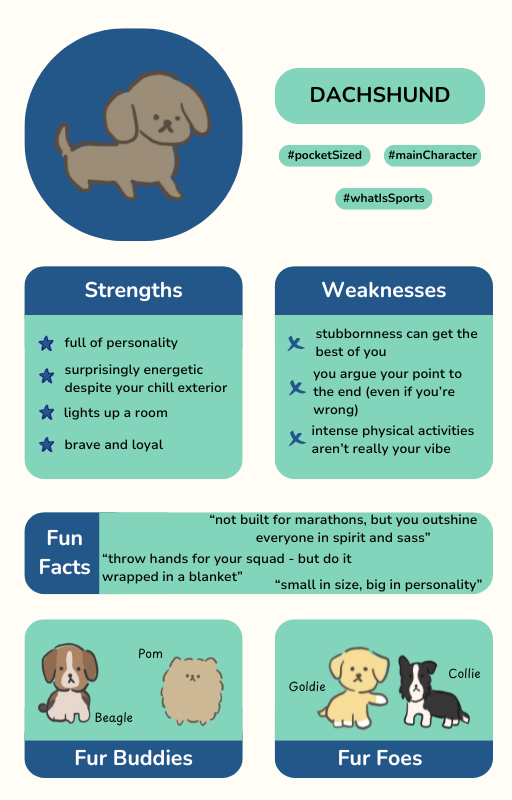 DACHSHUND
#pocketSized
#mainCharacter
#whatIsSports
Strengths
full of personality
surprisingly energetic
despite your chill exterior
lights up a room
brave and loyal
Weaknesses
stubbornness can get the
best of you
you argue your point to
the end (even if you’re
wrong)
intense physical activities
aren’t really your vibe
Fun
Facts
“not built for marathons, but you outshine
everyone in spirit and sass”
“throw hands for your squad - but do it
wrapped in a blanket”
“small in size, big in personality”
Pom
Beagle
Fur Buddies
Goldie
Collie
Fur Foes